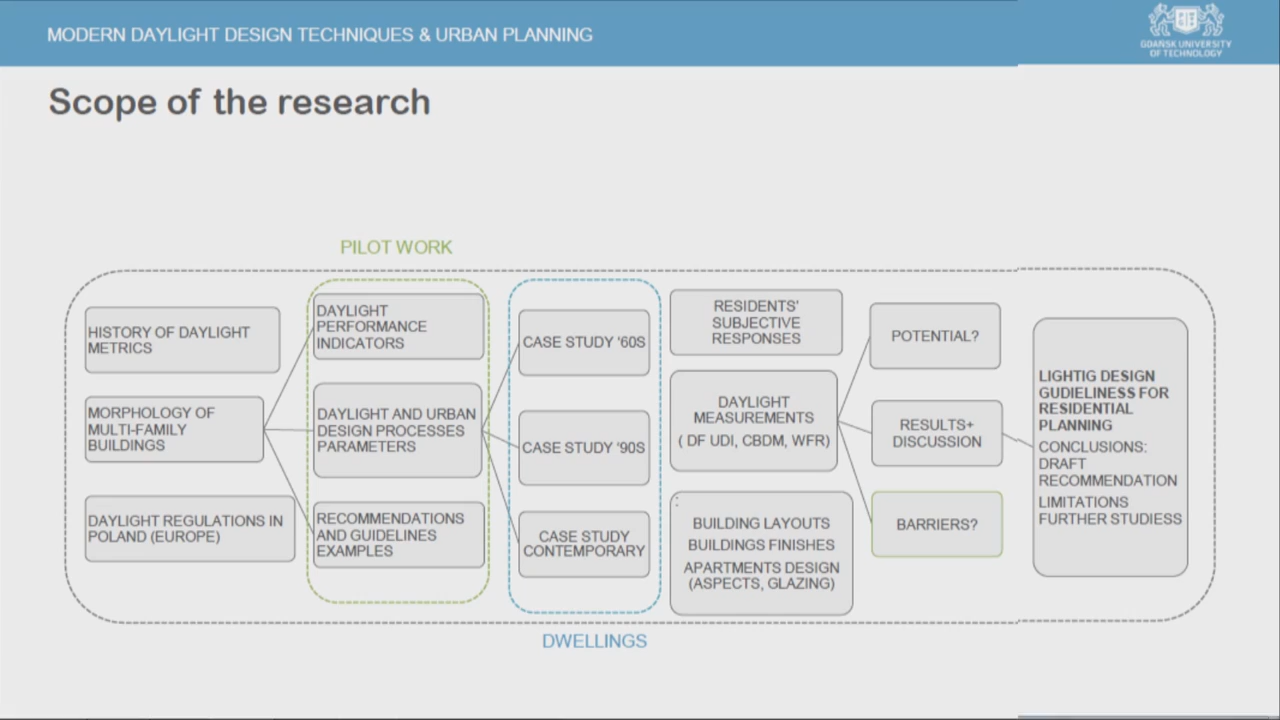 MODERN DAYLIGHT DESIGN TECHNIQUES & URBAN PLANNING
GDAŃSK UNIVERSITY
OF TECHNOLOGY
Scope of the research
PILOT WORK
HISTORY OF DAYLIGHT
METRICS
MORPHOLOGY OF
MULTI-FAMILY
BUILDINGS
DAYLIGHT REGULATIONS IN
POLAND (EUROPE)
DAYLIGHT
PERFORMANCE
INDICATORS
DAYLIGHT AND URBAN
DESIGN PROCESSES
PARAMETERS
RECOMMENDATIONS
AND GUIDELINES
EXAMPLES
CASE STUDY '60S
CASE STUDY '90S
CASE STUDY
CONTEMPORARY
RESIDENTS'
SUBJECTIVE
RESPONSES
DAYLIGHT
MEASUREMENTS
( DF UDI, CBDM, WFR)
:
BUILDING LAYOUTS
BUILDINGS FINISHES
APARTMENTS DESIGN
(ASPECTS, GLAZING)
POTENTIAL?
RESULTS+
DISCUSSION
BARRIERS?
LIGHTIG DESIGN
GUDIELINESS FOR
RESIDENTIAL
PLANNING
CONCLUSIONS:
DRAFT
RECOMMENDATION
LIMITATIONS
FURTHER STUDIESS
DWELLINGS